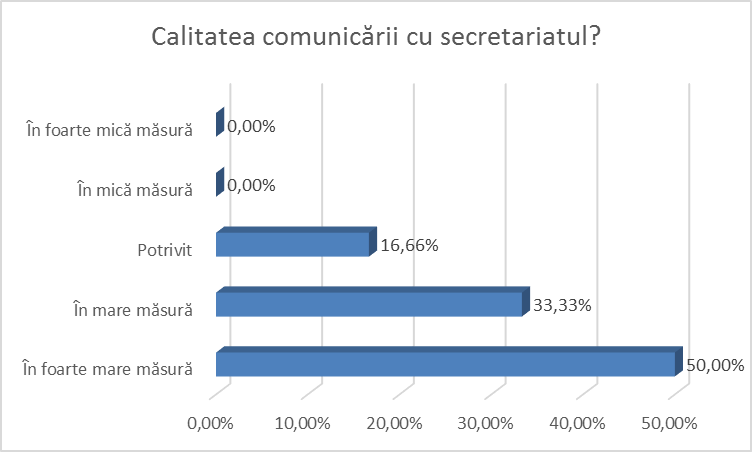 Calitatea comunicării cu secretariatul?
În foarte mică măsură
0,00%
În mică măsură
0,00%
Potrivit
16,66%
În mare măsură
33,33%
În foarte mare măsură
50,00%
0,00% 10,00% 20,00% 30,00% 40,00% 50,00%